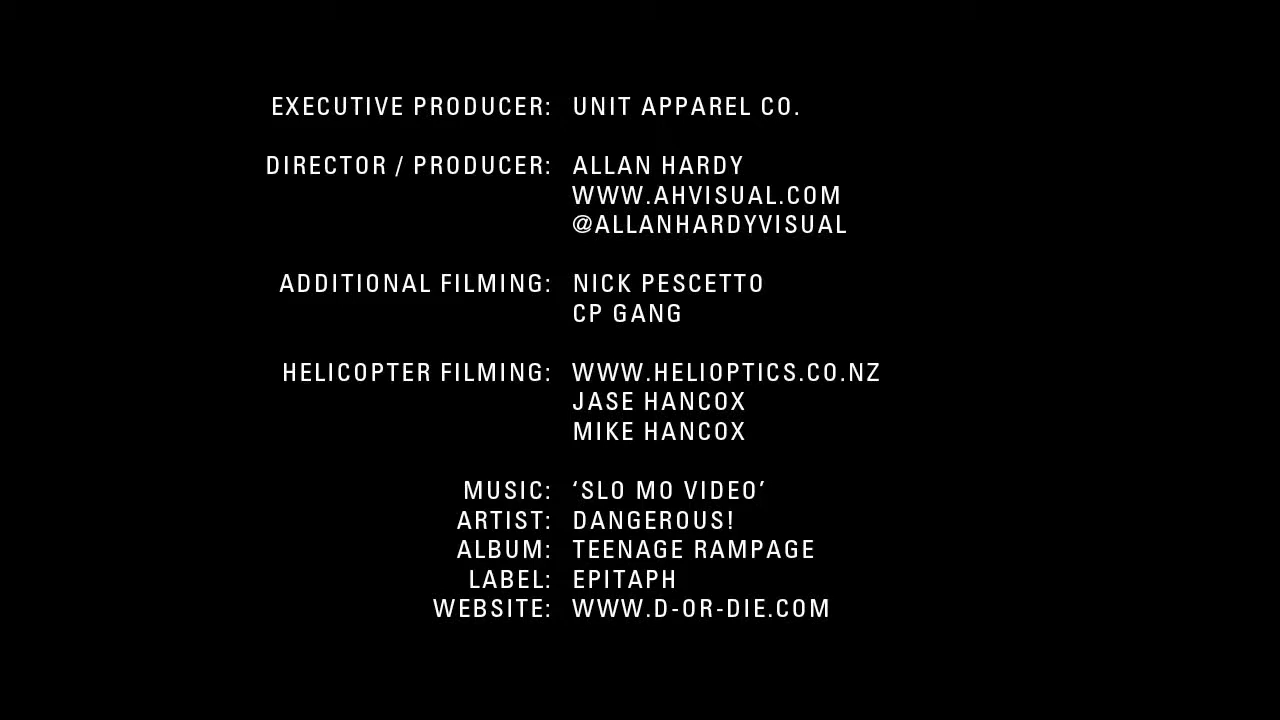 EXECUTIVE PRODUCER: UNIT APPAREL CO.
DIRECTOR / PRODUCER: ALLAN HARDY
WWW.AHVISUAL.COM
@ALLANHARDYVISUAL
ADDITIONAL FILMING: NICK PESCETTO
CP GANG
HELICOPTER FILMING: WWW.HELIOPTICS.CO.NZ
JASE HANCOX
MIKE HANCOX
MUSIC: ‘SLO MO VIDEO’
ARTIST: DANGEROUS!
ALBUM: TEENAGE RAMPAGE
LABEL: EPITAPH
WEBSITE: WWW.D-OR-DIE.COM